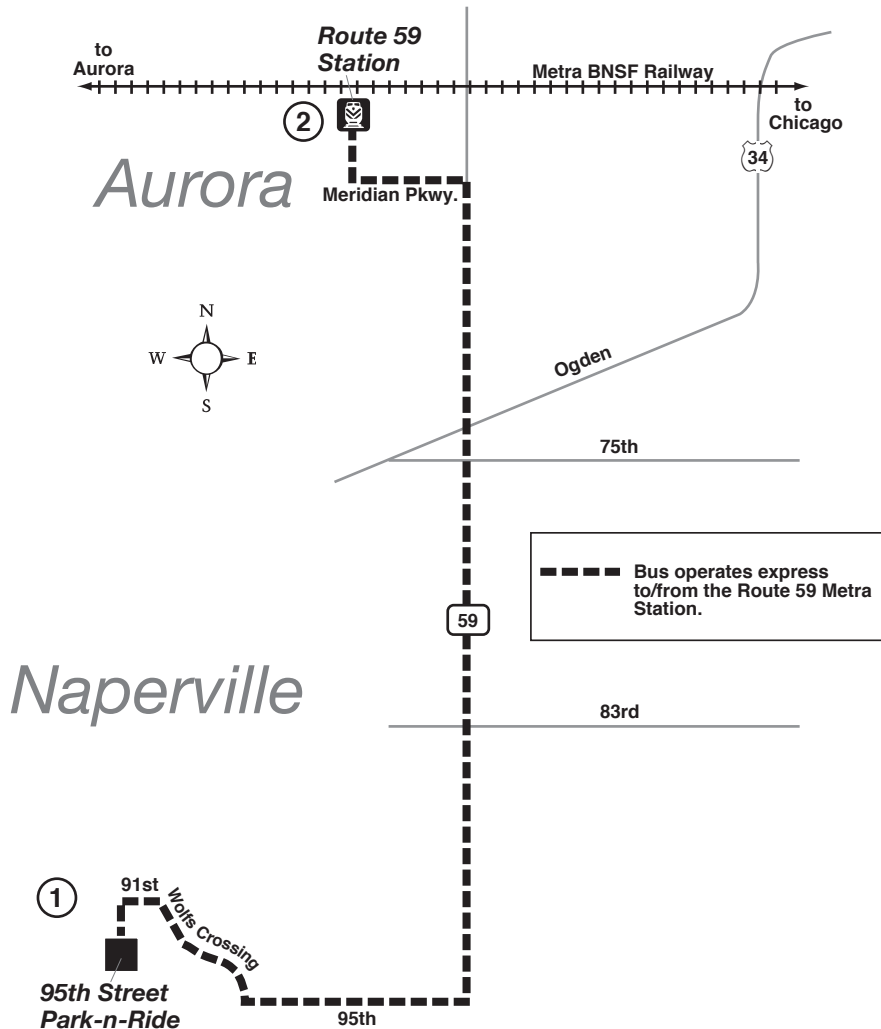 Route 59
Station
to
Aurora
Metra BNSF Railway
to
Chicago
2
34
Aurora
Meridian Pkwy.
N
W
E
S
Ogden
75th
Bus operates express
to/from the Route 59 Metra
Station.
59
Naperville
83rd
1
91st
Wolfs Crossing
95th Street
Park-n-Ride
95th